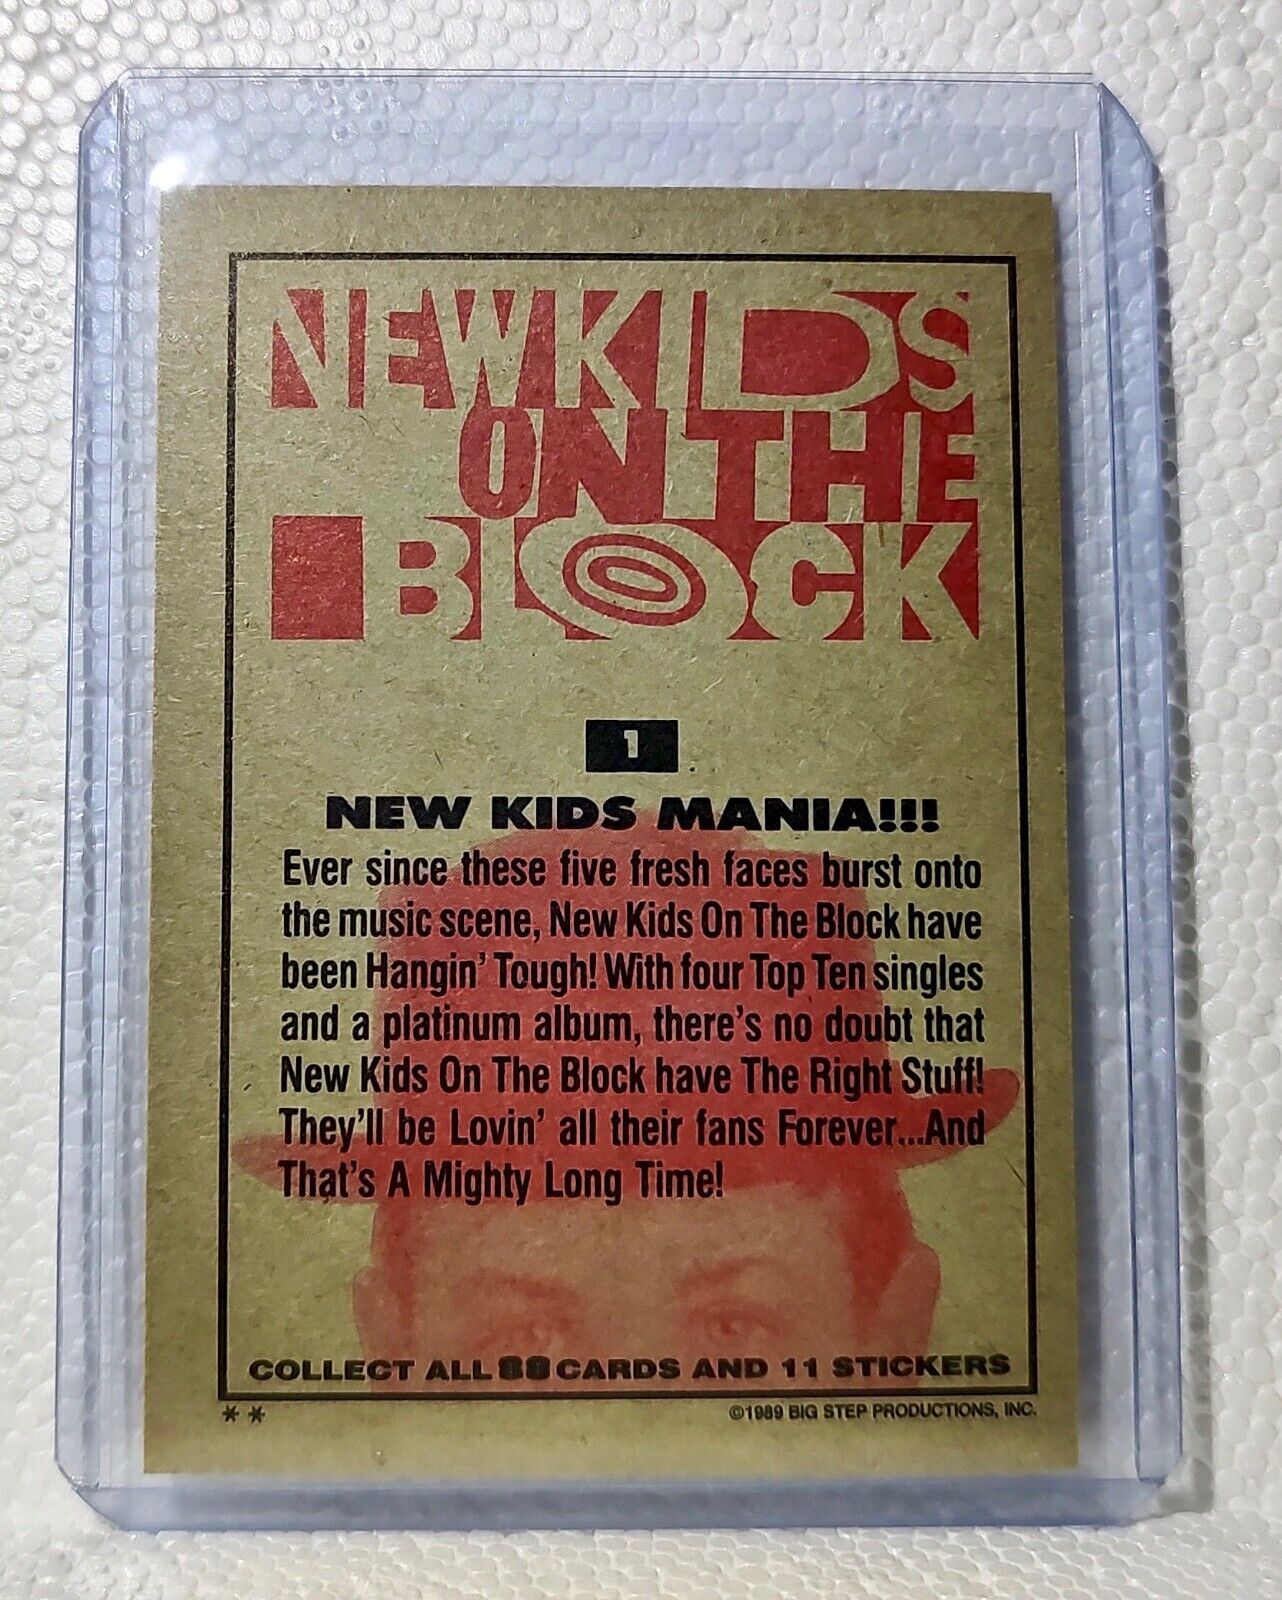 NEW KIDS
ON THE
BLOCK
1
NEW KIDS MANIA!!!
Ever since these five fresh faces burst onto
the music scene, New Kids On The Block have
been Hangin' Tough! With four Top Ten singles
and a platinum album, there's no doubt that
New Kids On The Block have The Right Stuff!
They'll be Lovin' all their fans Forever...And
That's A Mighty Long Time!
COLLECT ALL 88 CARDS AND 11 STICKERS
** ©1989 BIG STEP PRODUCTIONS, INC.